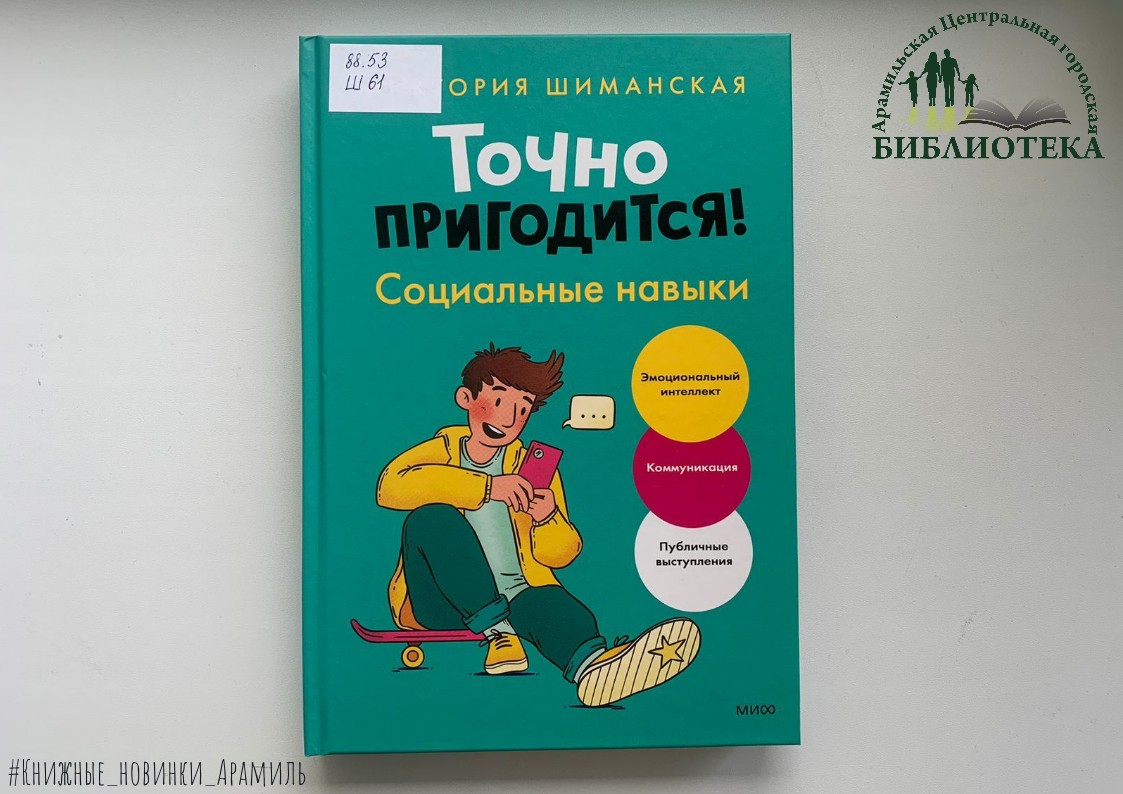 88.53
Ш 61
ТОРИЯ ШИМАНСКАЯ
Точно
пригодится!
Социальные навыки
Эмоциональный
интеллект
Коммуникация
Публичные
выступления
...
МИФ
Арамильская Центральная городская
БИБЛИОТЕКА
#Книжные_новинки_Арамиль